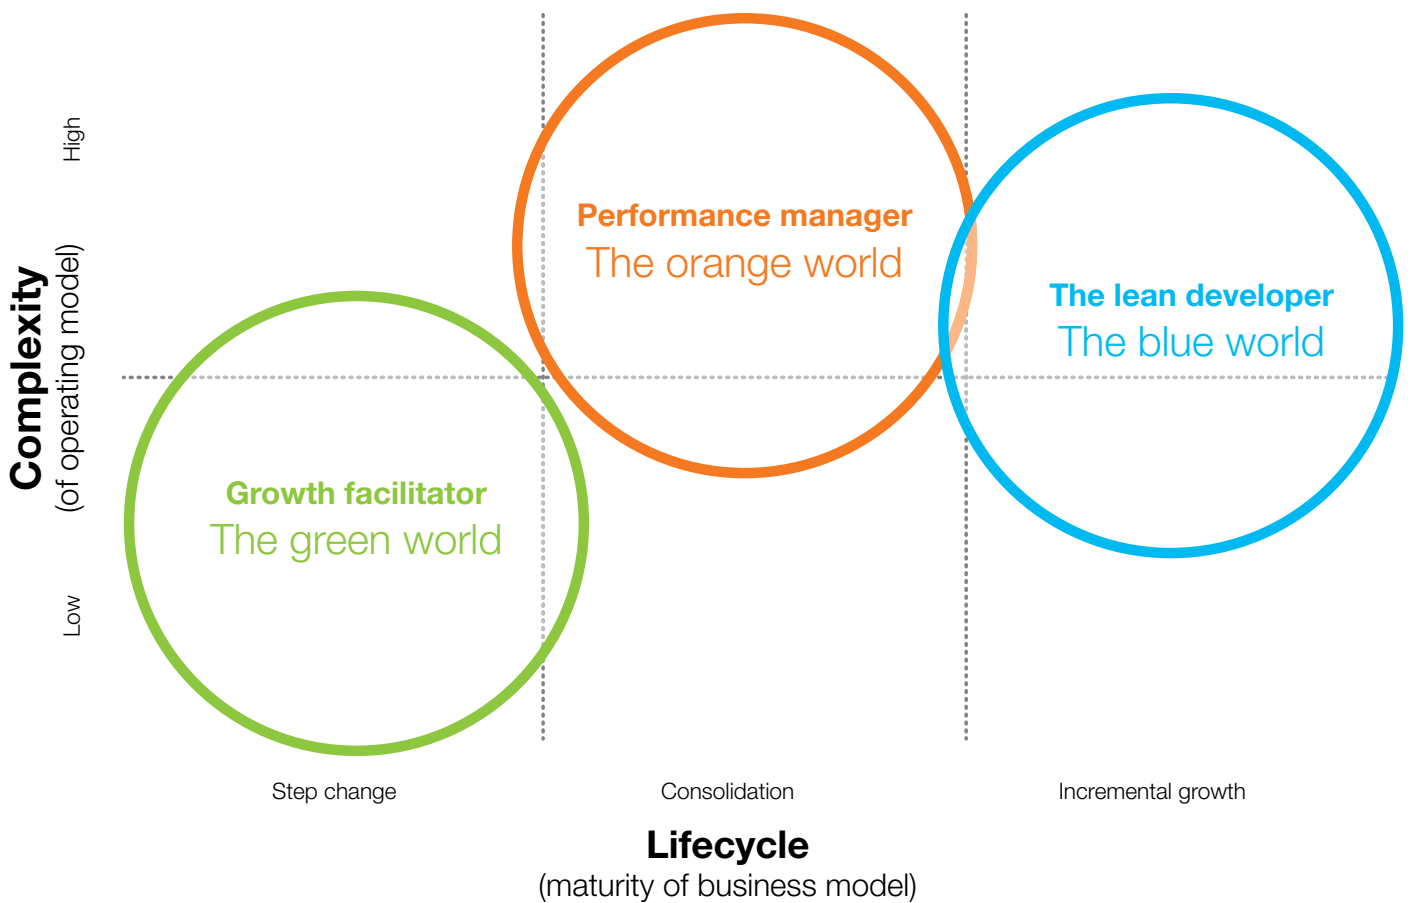 High
Complexity
(of operating model)
Low
Performance manager
The orange world
The lean developer
The blue world
Growth facilitator
The green world
Step change
Consolidation
Incremental growth
Lifecycle
(maturity of business model)